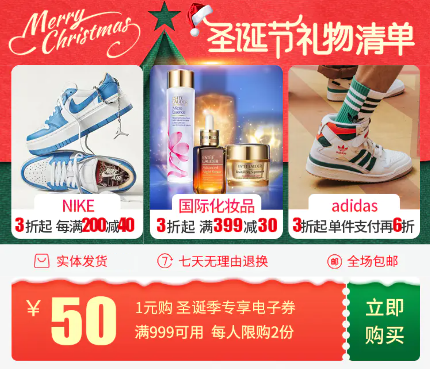 Merry Christmas
圣诞节礼物清单
NIKE
3折起 每满200减40
国际化妆品
3折起 满399减30
adidas
3折起单件支付再6折
实体发货
7 七天无理由退换
邮 全场包邮
¥50
1元购 圣诞季专享电子券
满999可用 每人限购2份
立即
购买